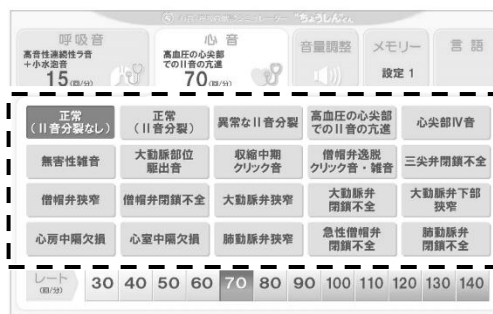 "ちょうしんくん"
呼吸音
高音性連続性ラ音
+小水泡音
15(回/分)
心音
高血圧の心尖部
でのII音の亢進
70(回/分)
音量調整
メモリー
設定 1
言語
正常
(II音分裂なし)
正常
(II音分裂)
異常なII音分裂
高血圧の心尖部
でのII音の亢進
心尖部IV音
無害性雑音
大動脈部位
駆出音
収縮中期
クリック音
僧帽弁逸脱
クリック音・雑音
三尖弁閉鎖不全
僧帽弁狭窄
僧帽弁閉鎖不全
大動脈弁狭窄
大動脈弁
閉鎖不全
大動脈弁下部
狭窄
心房中隔欠損
心室中隔欠損
肺動脈弁狭窄
急性僧帽弁
閉鎖不全
肺動脈弁
閉鎖不全
レート
(回/分)
30 40 50 60 70 80 90 100 110 120 130 140